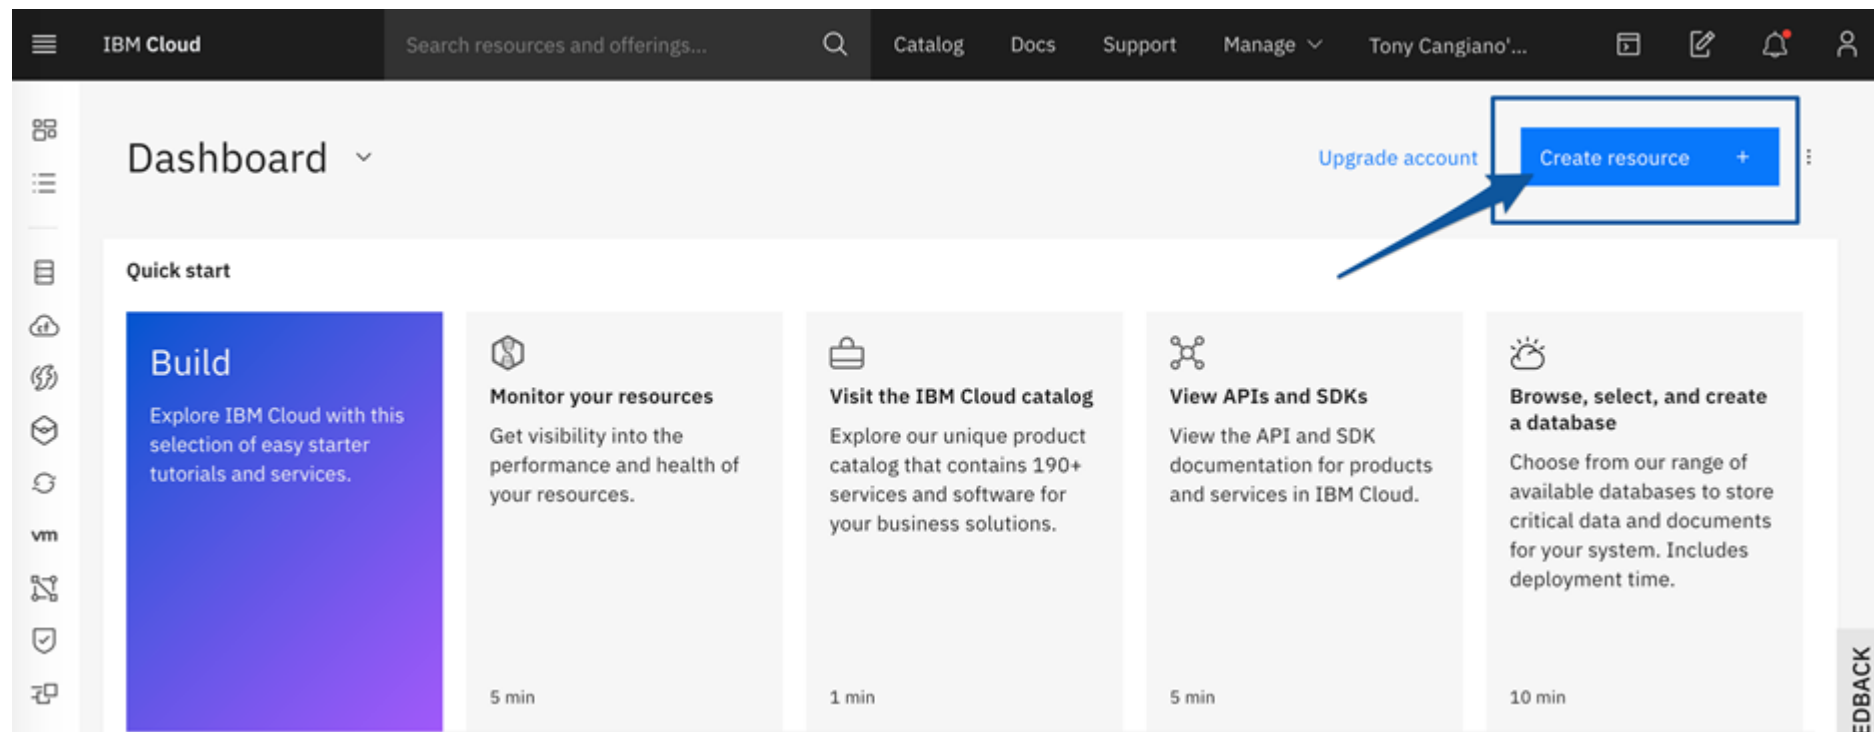 IBM Cloud
Search resources and offerings...
Catalog
Docs
Support
Manage
Tony Cangiano'...
Dashboard
Upgrade account
Create resource +
Quick start
Build
Explore IBM Cloud with this
selection of easy starter
tutorials and services.
Monitor your resources
Get visibility into the
performance and health of
your resources.
5 min
Visit the IBM Cloud catalog
Explore our unique product
catalog that contains 190+
services and software for
your business solutions.
1 min
View APIs and SDKs
View the API and SDK
documentation for products
and services in IBM Cloud.
5 min
Browse, select, and create
a database
Choose from our range of
available databases to store
critical data and documents
for your system. Includes
deployment time.
10 min
cf
vm
EDBACK